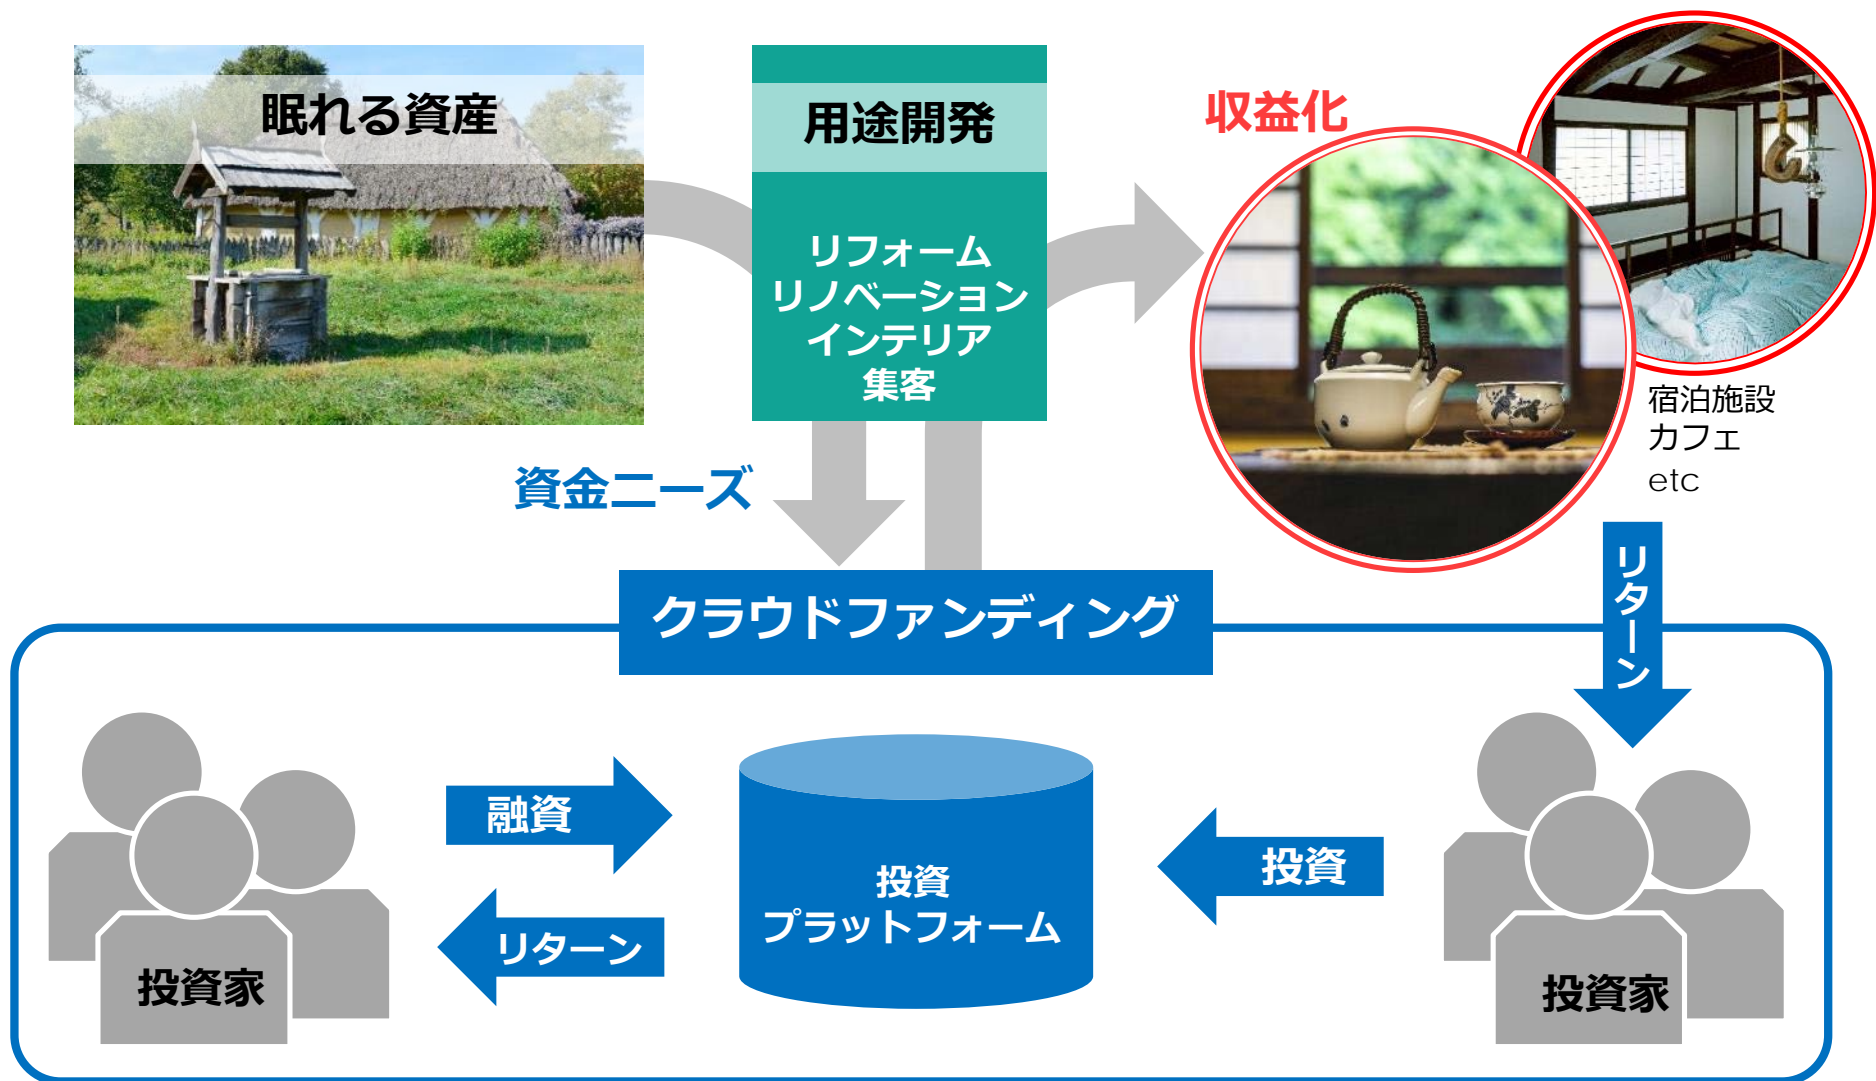 眠れる資産
用途開発
リフォーム
リノベーション
インテリア
集客
収益化
宿泊施設
カフェ
etc
資金ニーズ
クラウドファンディング
リターン
融資
リターン
投資
プラットフォーム
投資
投資家
投資家